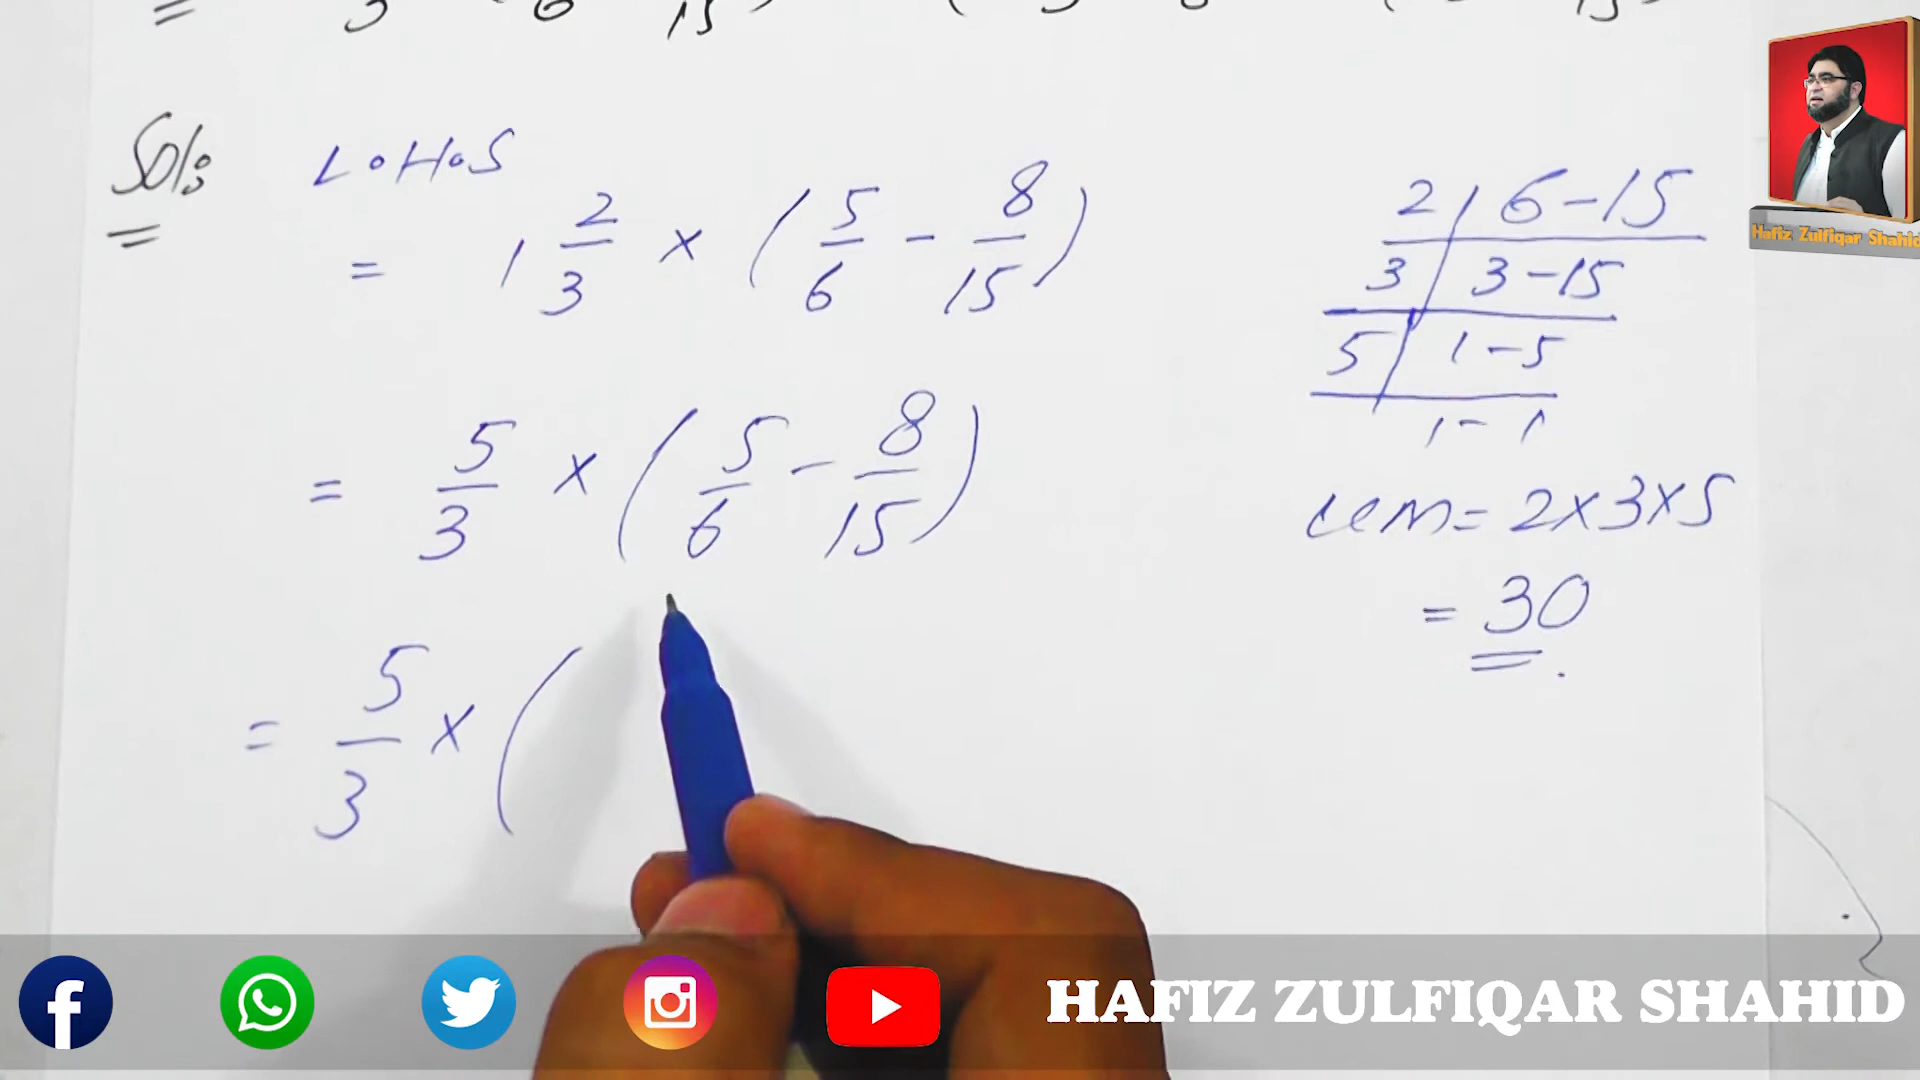 Sol:
L.H.S
= 1 2/3 × ( 5/6 - 8/15 )
= 5/3 × ( 5/6 - 8/15 )
= 5/3 × (
2 | 6 - 15
3 | 3 - 15
5 | 1 - 5
1 - 1
LCM = 2×3×5
= 30
Hafiz Zulfiqar Shahid
HAFIZ ZULFIQAR SHAHID